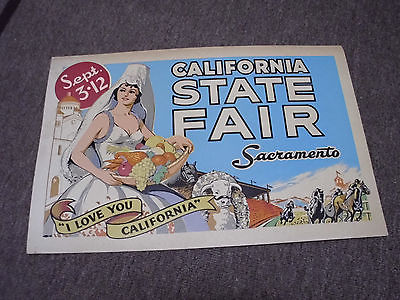 Sept.
3-12
CALIFORNIA
STATE
FAIR
Sacramento
"I LOVE YOU
CALIFORNIA"